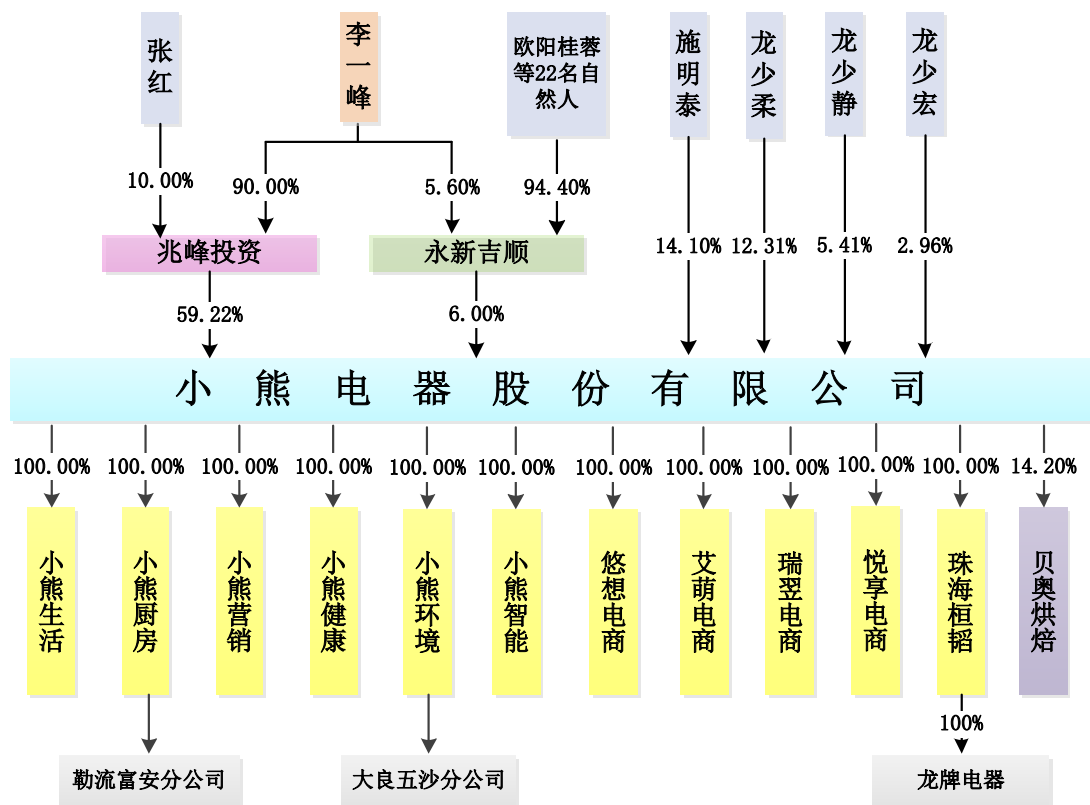 张红
李一峰
欧阳桂蓉
等22名自
然人
施明泰
龙少柔
龙少静
龙少宏
10.00%
90.00%
5.60%
94.40%
14.10%
12.31%
5.41%
2.96%
兆峰投资
永新吉顺
59.22%
6.00%
小熊电器股份有限公司
100.00%
100.00%
100.00%
100.00%
100.00%
100.00%
100.00%
100.00%
100.00%
100.00%
100.00%
14.20%
小熊生活
小熊厨房
小熊营销
小熊健康
小熊环境
小熊智能
悠想电商
艾萌电商
瑞翌电商
悦享电商
珠海桓韬
贝奥烘焙
100%
勒流富安分公司
大良五沙分公司
龙牌电器